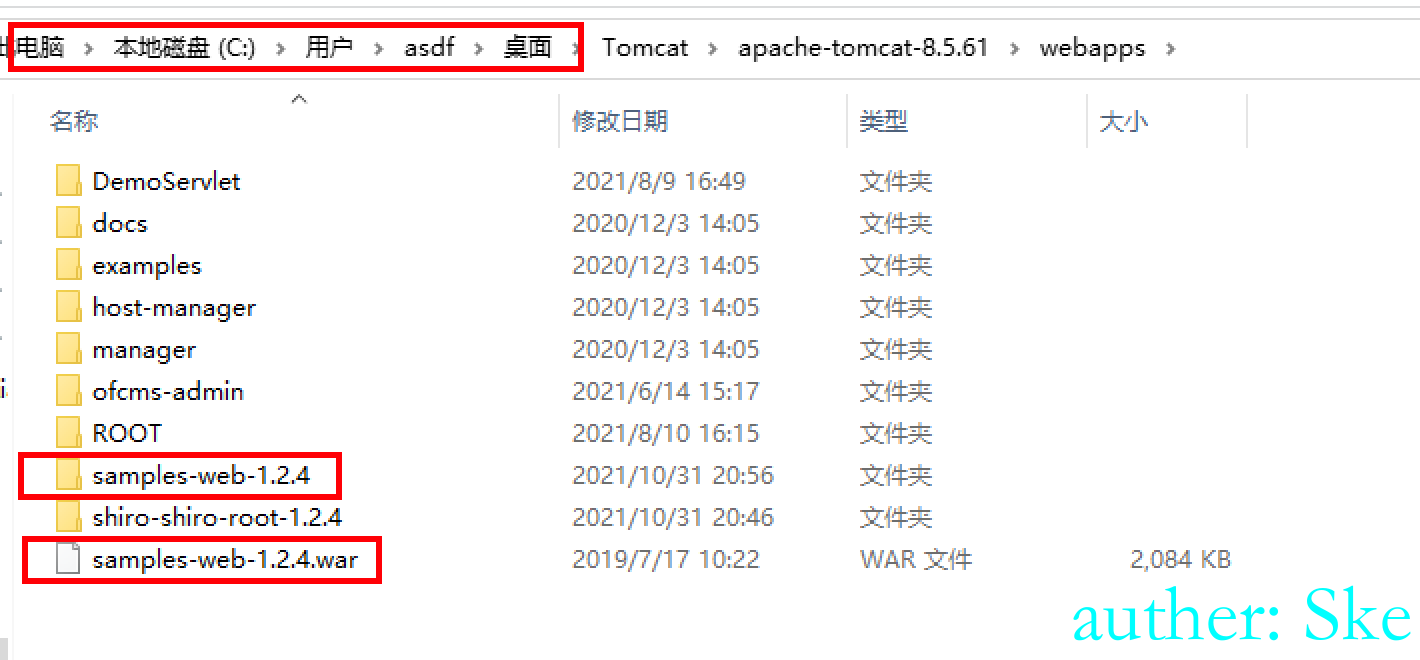 电脑 › 本地磁盘 (C:) › 用户 › asdf › 桌面 › Tomcat › apache-tomcat-8.5.61 › webapps ›
名称 修改日期 类型 大小
DemoServlet 2021/8/9 16:49 文件夹
docs 2020/12/3 14:05 文件夹
examples 2020/12/3 14:05 文件夹
host-manager 2020/12/3 14:05 文件夹
manager 2020/12/3 14:05 文件夹
ofcms-admin 2021/6/14 15:17 文件夹
ROOT 2021/8/10 16:15 文件夹
samples-web-1.2.4 2021/10/31 20:56 文件夹
shiro-shiro-root-1.2.4 2021/10/31 20:46 文件夹
samples-web-1.2.4.war 2019/7/17 10:22 WAR 文件 2,084 KB
auther: Ske